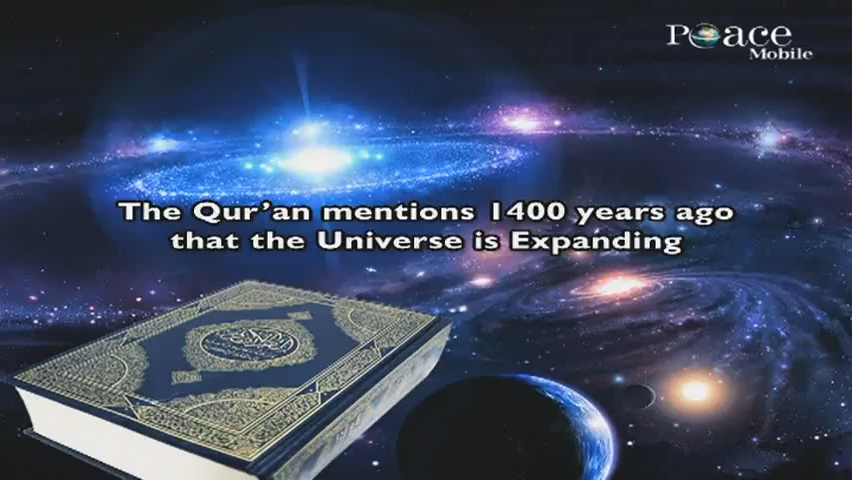 Peace
Mobile
The Qur'an mentions 1400 years ago
that the Universe is Expanding